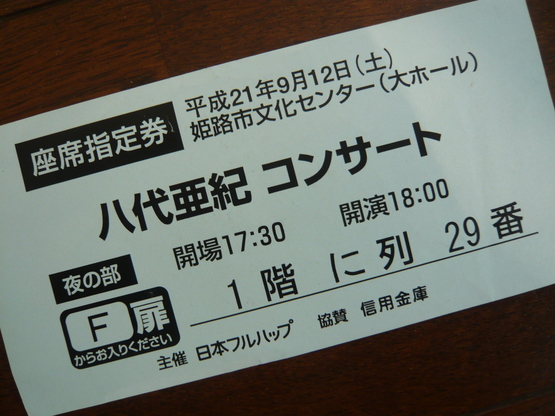 座席指定券
平成21年9月12日(土)
姫路市文化センター(大ホール)
八代亜紀 コンサート
夜の部
開場17:30 開演18:00
F扉
からお入りください
1 階 に 列 29 番
主催 日本フルハップ 協賛 信用金庫